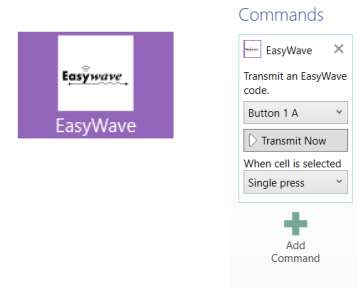 Easywave
EasyWave
Commands
EasyWave
Transmit an EasyWave
code.
Button 1 A
Transmit Now
When cell is selected
Single press
Add
Command